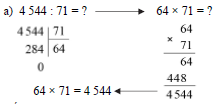 a) 4 544 : 71 = ? → 64 × 71 = ?
4 544 | 71
284 | 64
0
64
×
71
64
448
4544
64 × 71 = 4 544 ←